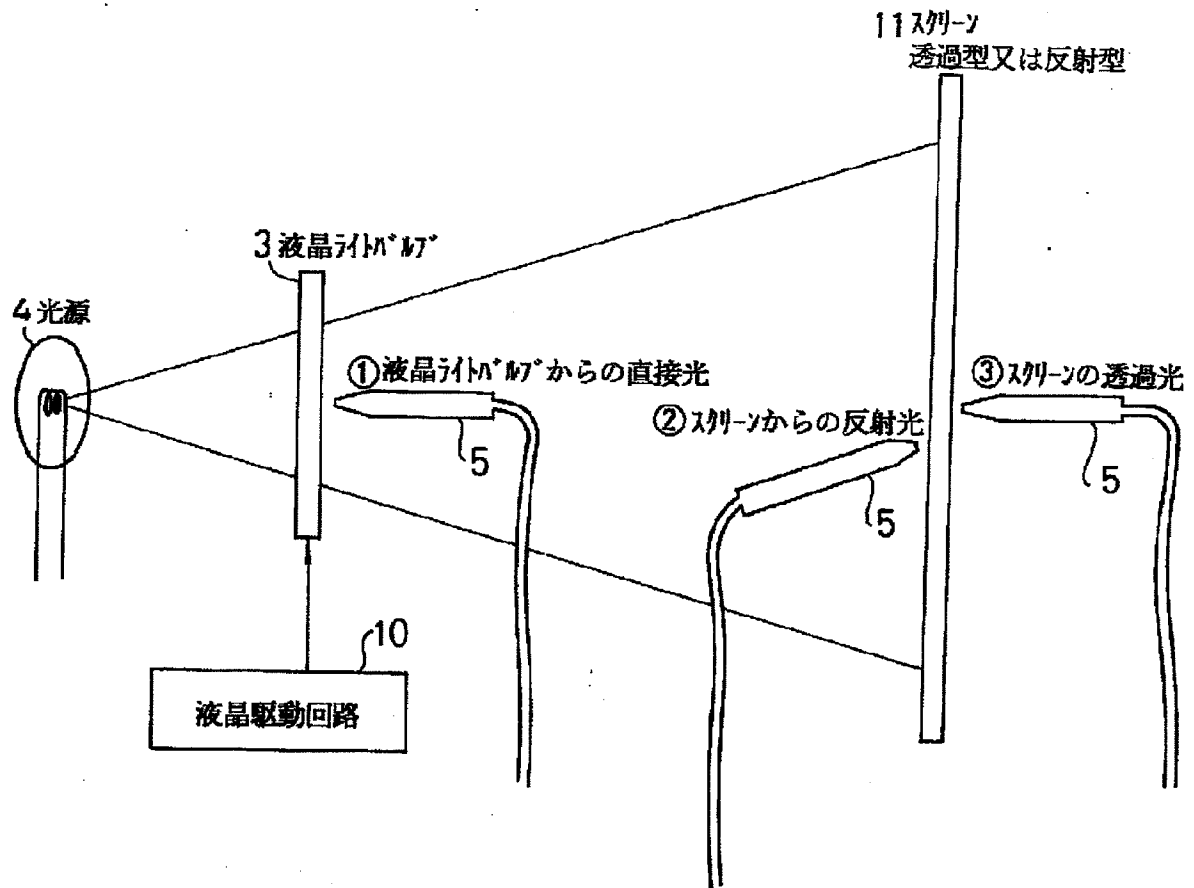 11 ｽｸﾘｰﾝ
透過型又は反射型
3 液晶ﾗｲﾄﾊﾞﾙﾌﾞ
4 光源
①液晶ﾗｲﾄﾊﾞﾙﾌﾞからの直接光
③ｽｸﾘｰﾝの透過光
②ｽｸﾘｰﾝからの反射光
5
5
5
10
液晶駆動回路